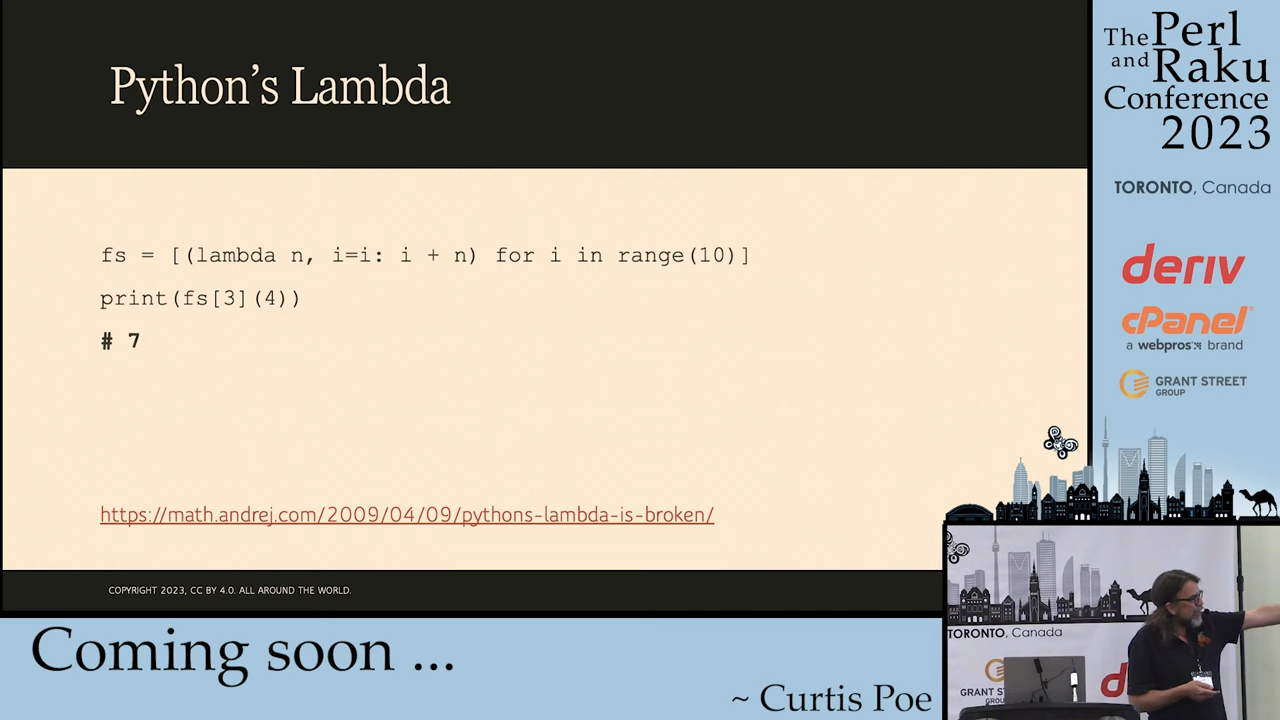 Python's Lambda
fs = [(lambda n, i=i: i + n) for i in range(10)]
print(fs[3](4))
# 7
https://math.andrej.com/2009/04/09/pythons-lambda-is-broken/
COPYRIGHT 2023, CC BY 4.0. ALL AROUND THE WORLD.
The Perl
and Raku
Conference
2023
TORONTO, Canada
deriv
cPanel®
a webpros brand
GRANT STREET
GROUP
TORONTO, Canada
GRANT S
GROU
d
Coming soon ...
~ Curtis Poe